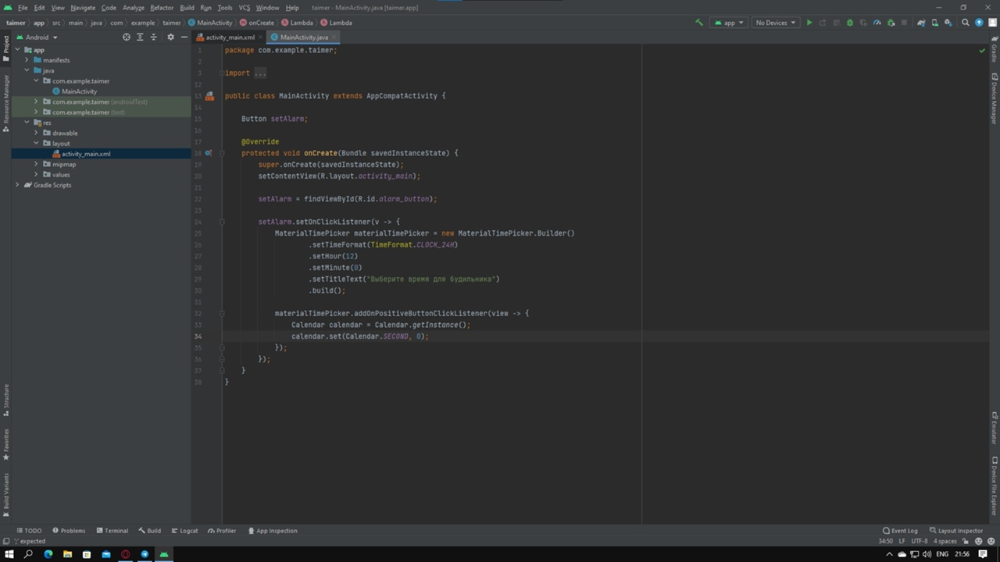 File Edit View Navigate Code Analyze Refactor Build Run Tools VCS Window Help taimer - MainActivity.java [taimer.app]
taimer app src main java com example taimer MainActivity onCreate Lambda Lambda app No Devices
Android activity_main.xml MainActivity.java
Project
Resource Manager
Structure
Favorites
Build Variants
app
manifests
java
com.example.taimer
MainActivity
com.example.taimer (androidTest)
com.example.taimer (test)
res
drawable
layout
activity_main.xml
mipmap
values
Gradle Scripts
1 package com.example.taimer;
2
3 import ...
12
13 public class MainActivity extends AppCompatActivity {
14
15 Button setAlarm;
16
17 @Override
18 protected void onCreate(Bundle savedInstanceState) {
19 super.onCreate(savedInstanceState);
20 setContentView(R.layout.activity_main);
21
22 setAlarm = findViewById(R.id.alarm_button);
23
24 setAlarm.setOnClickListener(v -> {
25 MaterialTimePicker materialTimePicker = new MaterialTimePicker.Builder()
26 .setTimeFormat(TimeFormat.CLOCK_24H)
27 .setHour(12)
28 .setMinute(0)
29 .setTitleText("Выберите время для будильника")
30 .build();
31
32 materialTimePicker.addOnPositiveButtonClickListener(view -> {
33 Calendar calendar = Calendar.getInstance();
34 calendar.set(Calendar.SECOND, 0);
35 });
36 });
37 }
38 }
Gradle
Device Manager
Emulator
Device File Explorer
TODO Problems Terminal Build Logcat Profiler App Inspection Event Log Layout Inspector
';' expected 34:50 LF UTF-8 4 spaces
ENG 21:56